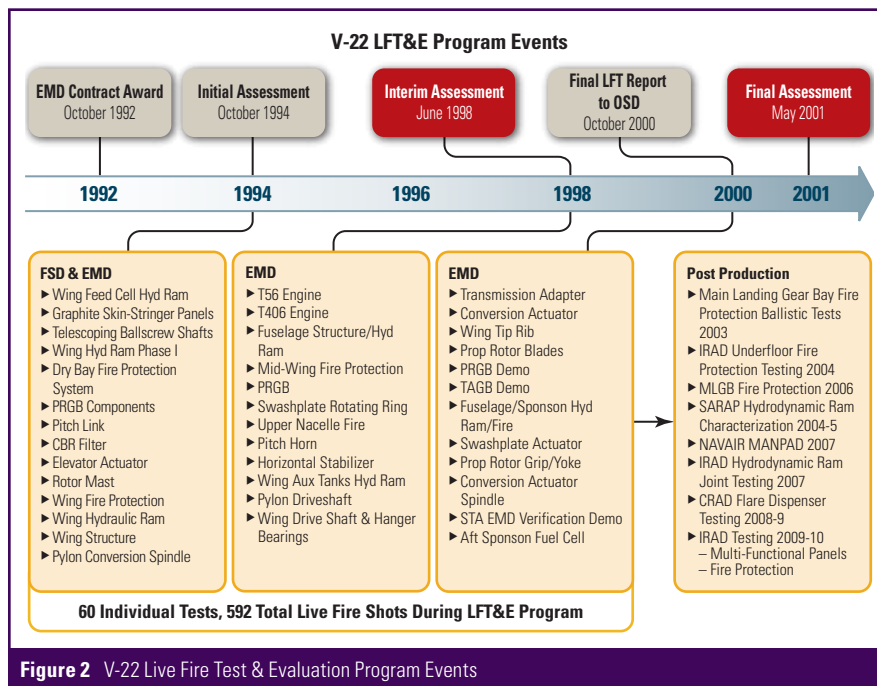 V-22 LFT&E Program Events
EMD Contract Award
October 1992
Initial Assessment
October 1994
Interim Assessment
June 1998
Final LFT Report
to OSD
October 2000
Final Assessment
May 2001
1992
1994
1996
1998
2000
2001
FSD & EMD
▶ Wing Feed Cell Hyd Ram
▶ Graphite Skin-Stringer Panels
▶ Telescoping Ballscrew Shafts
▶ Wing Hyd Ram Phase I
▶ Dry Bay Fire Protection
System
▶ PRGB Components
▶ Pitch Link
▶ CBR Filter
▶ Elevator Actuator
▶ Rotor Mast
▶ Wing Fire Protection
▶ Wing Hydraulic Ram
▶ Wing Structure
▶ Pylon Conversion Spindle
EMD
▶ T56 Engine
▶ T406 Engine
▶ Fuselage Structure/Hyd
Ram
▶ Mid-Wing Fire Protection
▶ PRGB
▶ Swashplate Rotating Ring
▶ Upper Nacelle Fire
▶ Pitch Horn
▶ Horizontal Stabilizer
▶ Wing Aux Tanks Hyd Ram
▶ Pylon Driveshaft
▶ Wing Drive Shaft & Hanger
Bearings
EMD
▶ Transmission Adapter
▶ Conversion Actuator
▶ Wing Tip Rib
▶ Prop Rotor Blades
▶ PRGB Demo
▶ TAGB Demo
▶ Fuselage/Sponson Hyd
Ram/Fire
▶ Swashplate Actuator
▶ Prop Rotor Grip/Yoke
▶ Conversion Actuator
Spindle
▶ STA EMD Verification Demo
▶ Aft Sponson Fuel Cell
Post Production
▶ Main Landing Gear Bay Fire
Protection Ballistic Tests
2003
▶ IRAD Underfloor Fire
Protection Testing 2004
▶ MLGB Fire Protection 2006
▶ SARAP Hydrodynamic Ram
Characterization 2004-5
▶ NAVAIR MANPAD 2007
▶ IRAD Hydrodynamic Ram
Joint Testing 2007
▶ CRAD Flare Dispenser
Testing 2008-9
▶ IRAD Testing 2009-10
– Multi-Functional Panels
– Fire Protection
60 Individual Tests, 592 Total Live Fire Shots During LFT&E Program
Figure 2 V-22 Live Fire Test & Evaluation Program Events